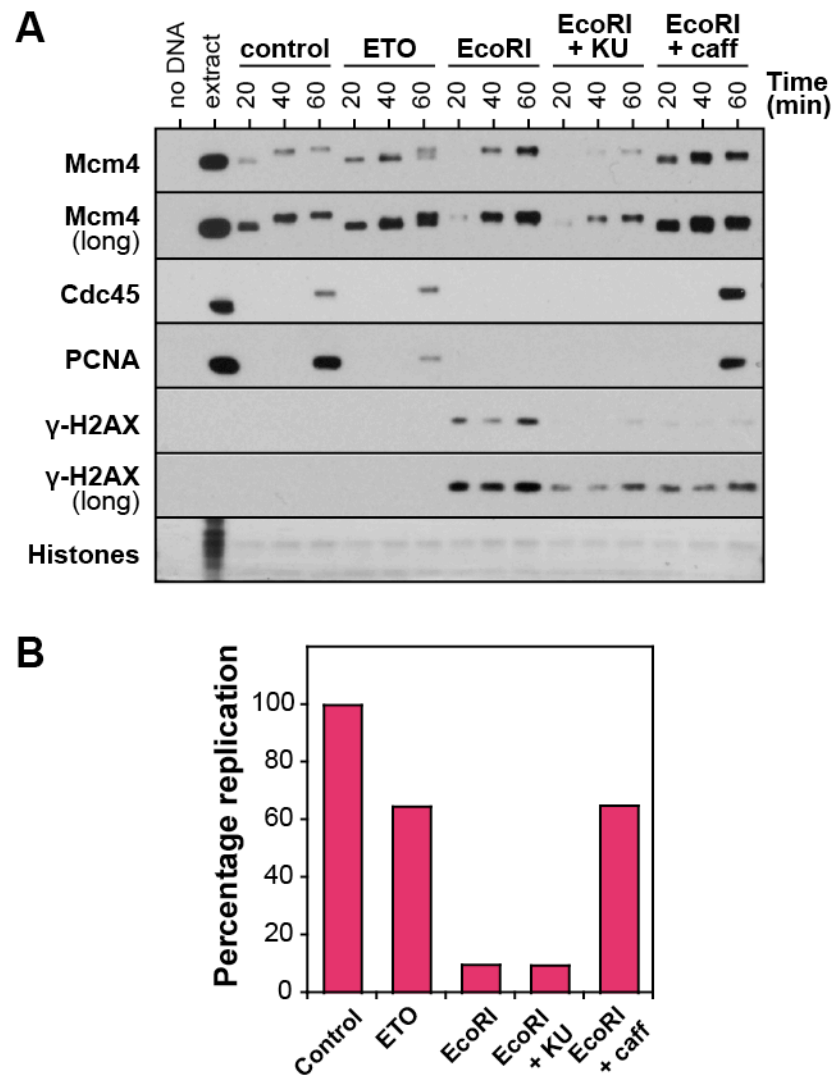 A
no DNA
extract
control
ETO
EcoRI
EcoRI
+ KU
EcoRI
+ caff
20 40 60 20 40 60 20 40 60 20 40 60 20 40 60
Time
(min)
Mcm4
Mcm4
(long)
Cdc45
PCNA
γ-H2AX
γ-H2AX
(long)
Histones
B
Percentage replication
100
80
60
40
20
0
Control
ETO
EcoRI
EcoRI
+ KU
EcoRI
+ caff